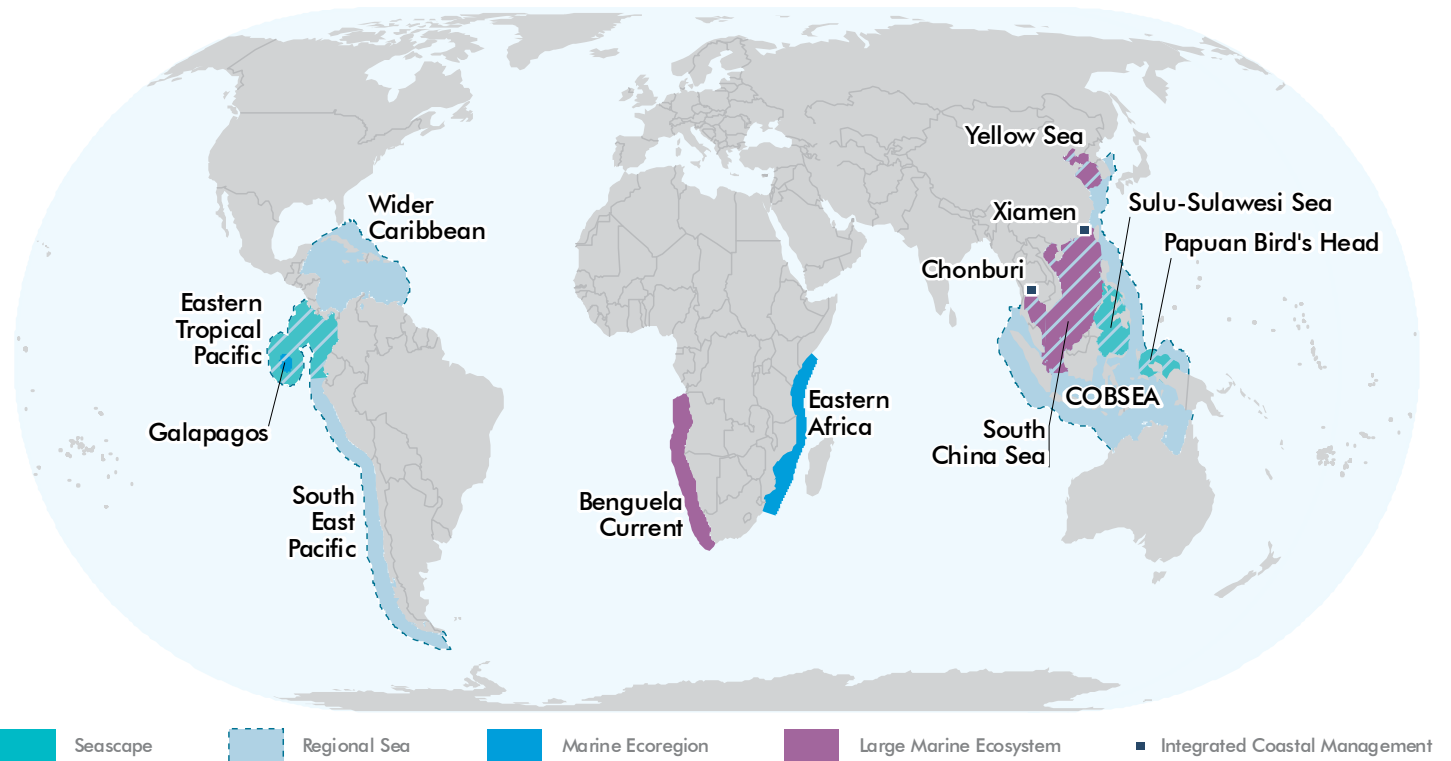 Yellow Sea
Wider
Caribbean
Xiamen
Sulu-Sulawesi Sea
Papuan Bird's Head
Chonburi
Eastern
Tropical
Pacific
Galapagos
COBSEA
Eastern
Africa
South
China Sea
South
East
Pacific
Benguela
Current
Seascape
Regional Sea
Marine Ecoregion
Large Marine Ecosystem
Integrated Coastal Management